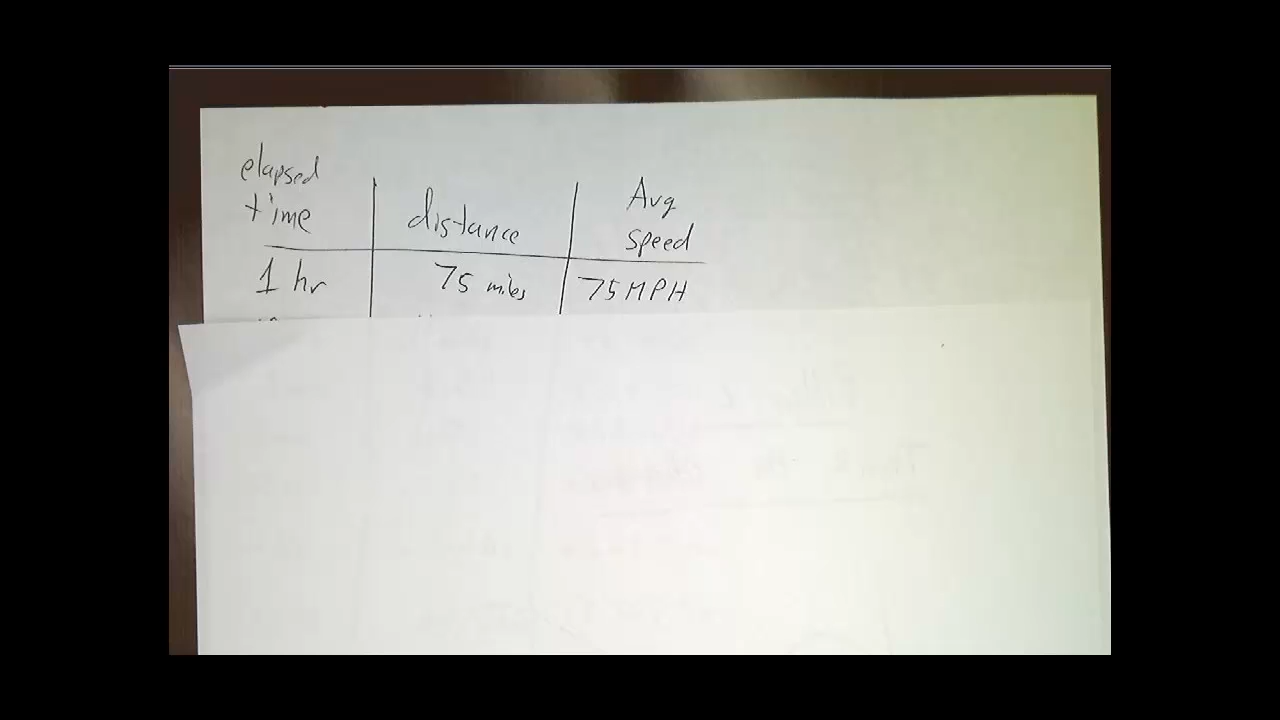 elapsed
time
distance
Avg
speed
1 hr
75 miles
75 MPH